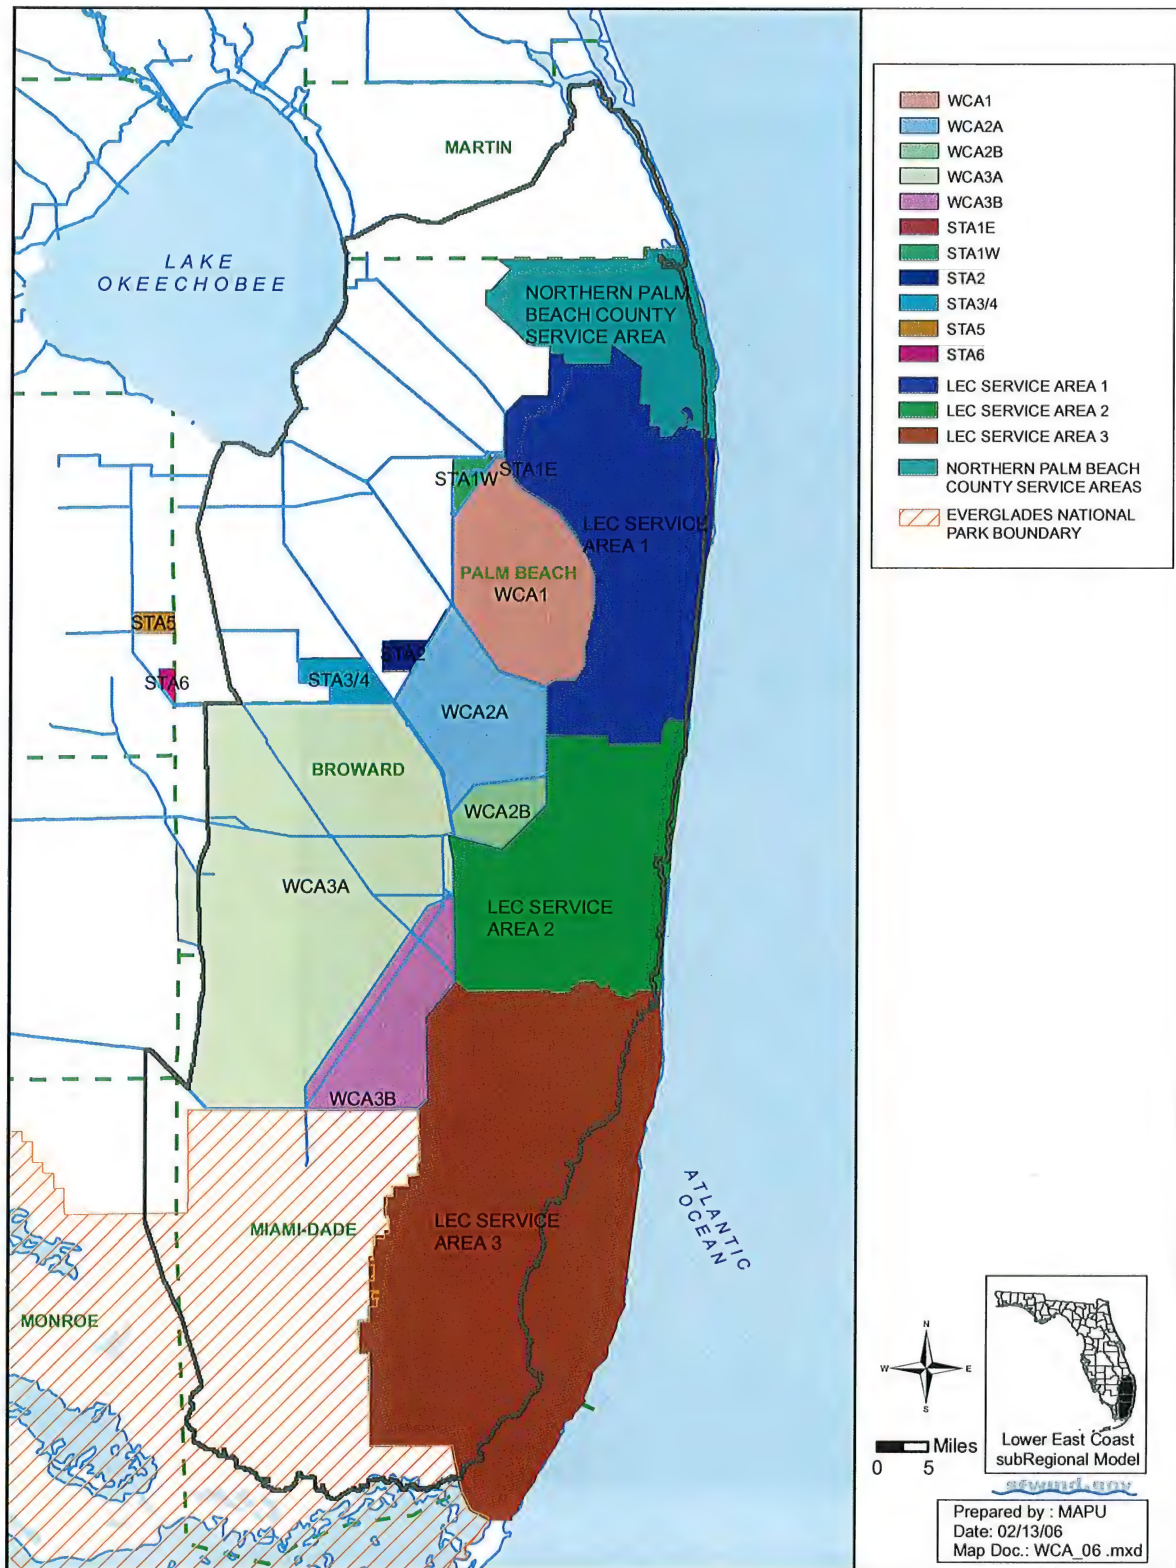 MARTIN
LAKE
OKEECHOBEE
NORTHERN PALM
BEACH COUNTY
SERVICE AREA
STA1E
STA1W
LEC SERVICE
AREA 1
PALM BEACH
WCA1
STA5
STA2
STA6
STA3/4
WCA2A
BROWARD
WCA2B
WCA3A
LEC SERVICE
AREA 2
WCA3B
ATLANTIC
OCEAN
LEC SERVICE
AREA 3
MIAMI-DADE
MONROE
WCA1
WCA2A
WCA2B
WCA3A
WCA3B
STA1E
STA1W
STA2
STA3/4
STA5
STA6
LEC SERVICE AREA 1
LEC SERVICE AREA 2
LEC SERVICE AREA 3
NORTHERN PALM BEACH
COUNTY SERVICE AREAS
EVERGLADES NATIONAL
PARK BOUNDARY
N
W E
S
Miles
0 5
Lower East Coast
subRegional Model
sfwmd.gov
Prepared by : MAPU
Date: 02/13/06
Map Doc.: WCA_06 .mxd